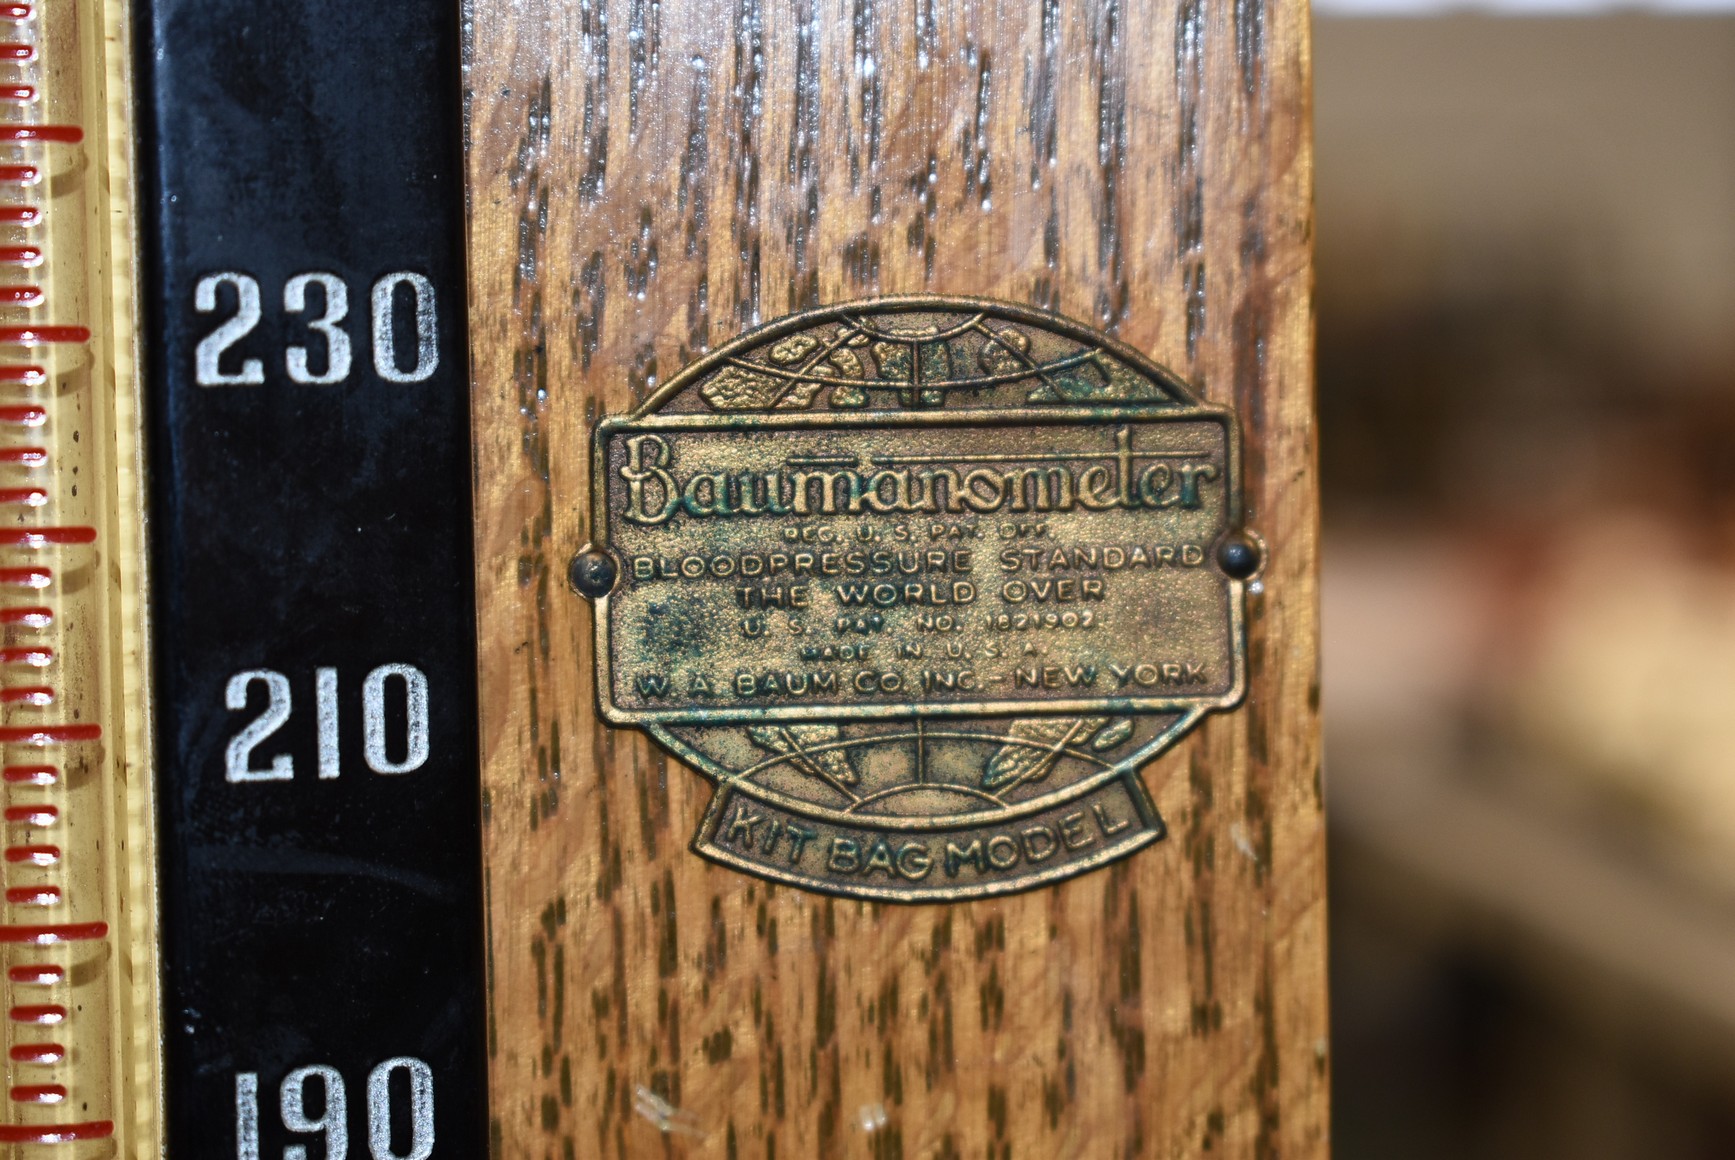 230
Baumanometer
REG. U. S. PAT. OFF.
BLOODPRESSURE STANDARD
THE WORLD OVER
U. S. PAT. NO. 1821902
MADE IN U. S. A.
W. A. BAUM CO. INC. - NEW YORK
210
KIT BAG MODEL
190